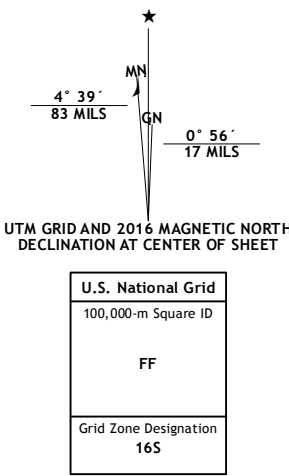 ★
MN
4° 39´
83 MILS
GN
0° 56´
17 MILS
UTM GRID AND 2016 MAGNETIC NORTH
DECLINATION AT CENTER OF SHEET
U.S. National Grid
100,000-m Square ID
FF
Grid Zone Designation
16S